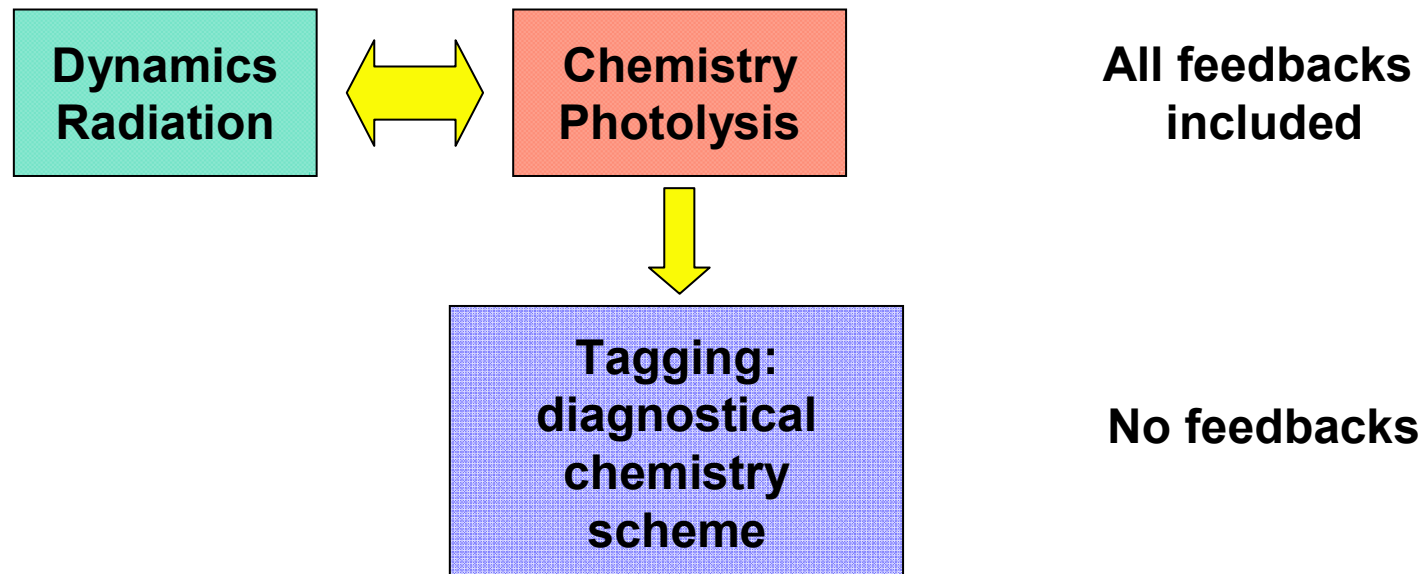 Dynamics
Radiation
Chemistry
Photolysis
All feedbacks
included
Tagging:
diagnostical
chemistry
scheme
No feedbacks